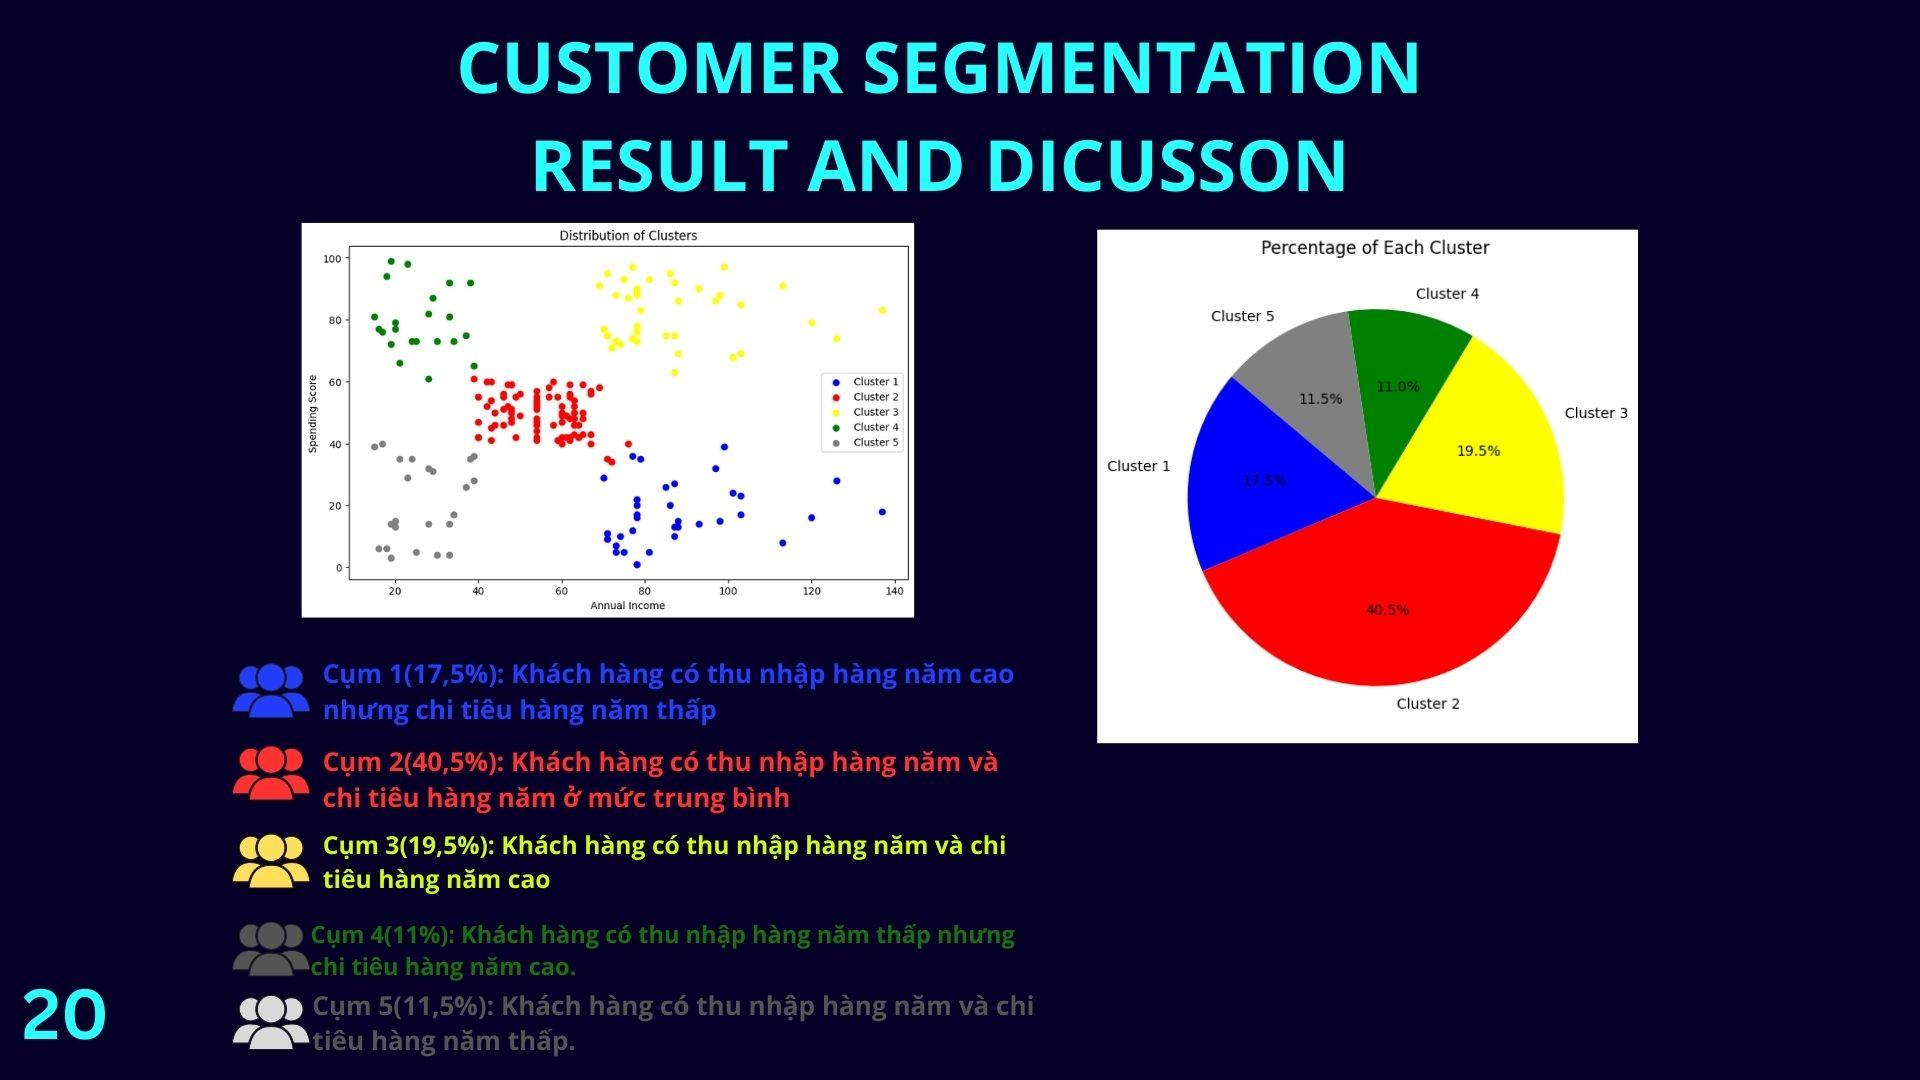 CUSTOMER SEGMENTATION
RESULT AND DICUSSON
Distribution of Clusters
100
80
60
40
20
0
Spending Score
20 40 60 80 100 120 140
Annual Income
Cluster 1
Cluster 2
Cluster 3
Cluster 4
Cluster 5
Percentage of Each Cluster
Cluster 4
Cluster 5
11.0%
11.5%
Cluster 3
19.5%
Cluster 1
17.5%
40.5%
Cluster 2
Cụm 1(17,5%): Khách hàng có thu nhập hàng năm cao
nhưng chi tiêu hàng năm thấp
Cụm 2(40,5%): Khách hàng có thu nhập hàng năm và
chi tiêu hàng năm ở mức trung bình
Cụm 3(19,5%): Khách hàng có thu nhập hàng năm và chi
tiêu hàng năm cao
Cụm 4(11%): Khách hàng có thu nhập hàng năm thấp nhưng
chi tiêu hàng năm cao.
Cụm 5(11,5%): Khách hàng có thu nhập hàng năm và chi
tiêu hàng năm thấp.
20